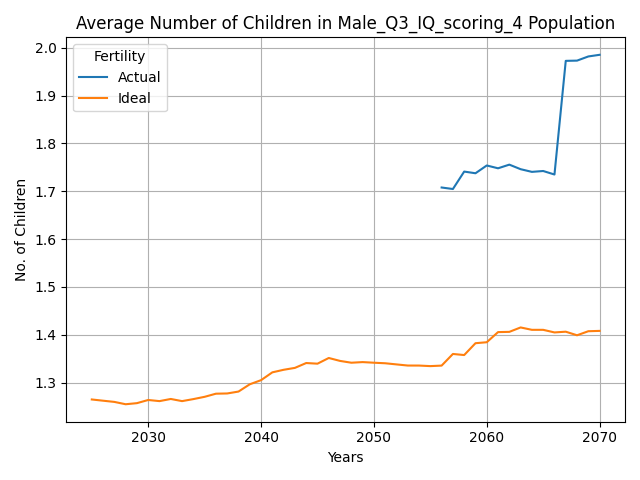 Average Number of Children in Male_Q3_IQ_scoring_4 Population
Fertility
Actual
Ideal
No. of Children
2.0
1.9
1.8
1.7
1.6
1.5
1.4
1.3
2030 2040 2050 2060 2070
Years